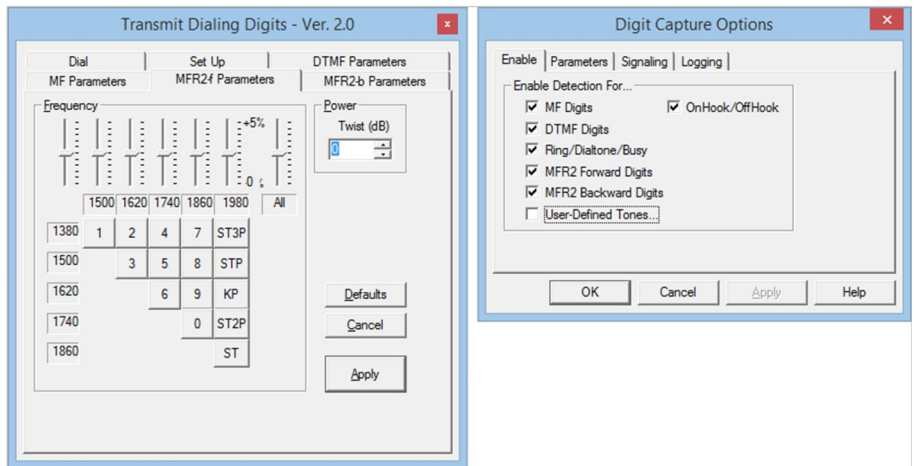 Transmit Dialing Digits - Ver. 2.0
x
Dial Set Up DTMF Parameters
MF Parameters MFR2-f Parameters MFR2-b Parameters
Frequency
+5%
1500 1620 1740 1860 1980 All
1380 1 2 4 7 ST3P
1500 3 5 8 STP
1620 6 9 KP
1740 0 ST2P
1860 ST
Power
Twist (dB)
0
Defaults
Cancel
Apply
Digit Capture Options
×
Enable Parameters Signaling Logging
Enable Detection For...
MF Digits OnHook/OffHook
DTMF Digits
Ring/Dialtone/Busy
MFR2 Forward Digits
MFR2 Backward Digits
User-Defined Tones...
OK Cancel Apply Help